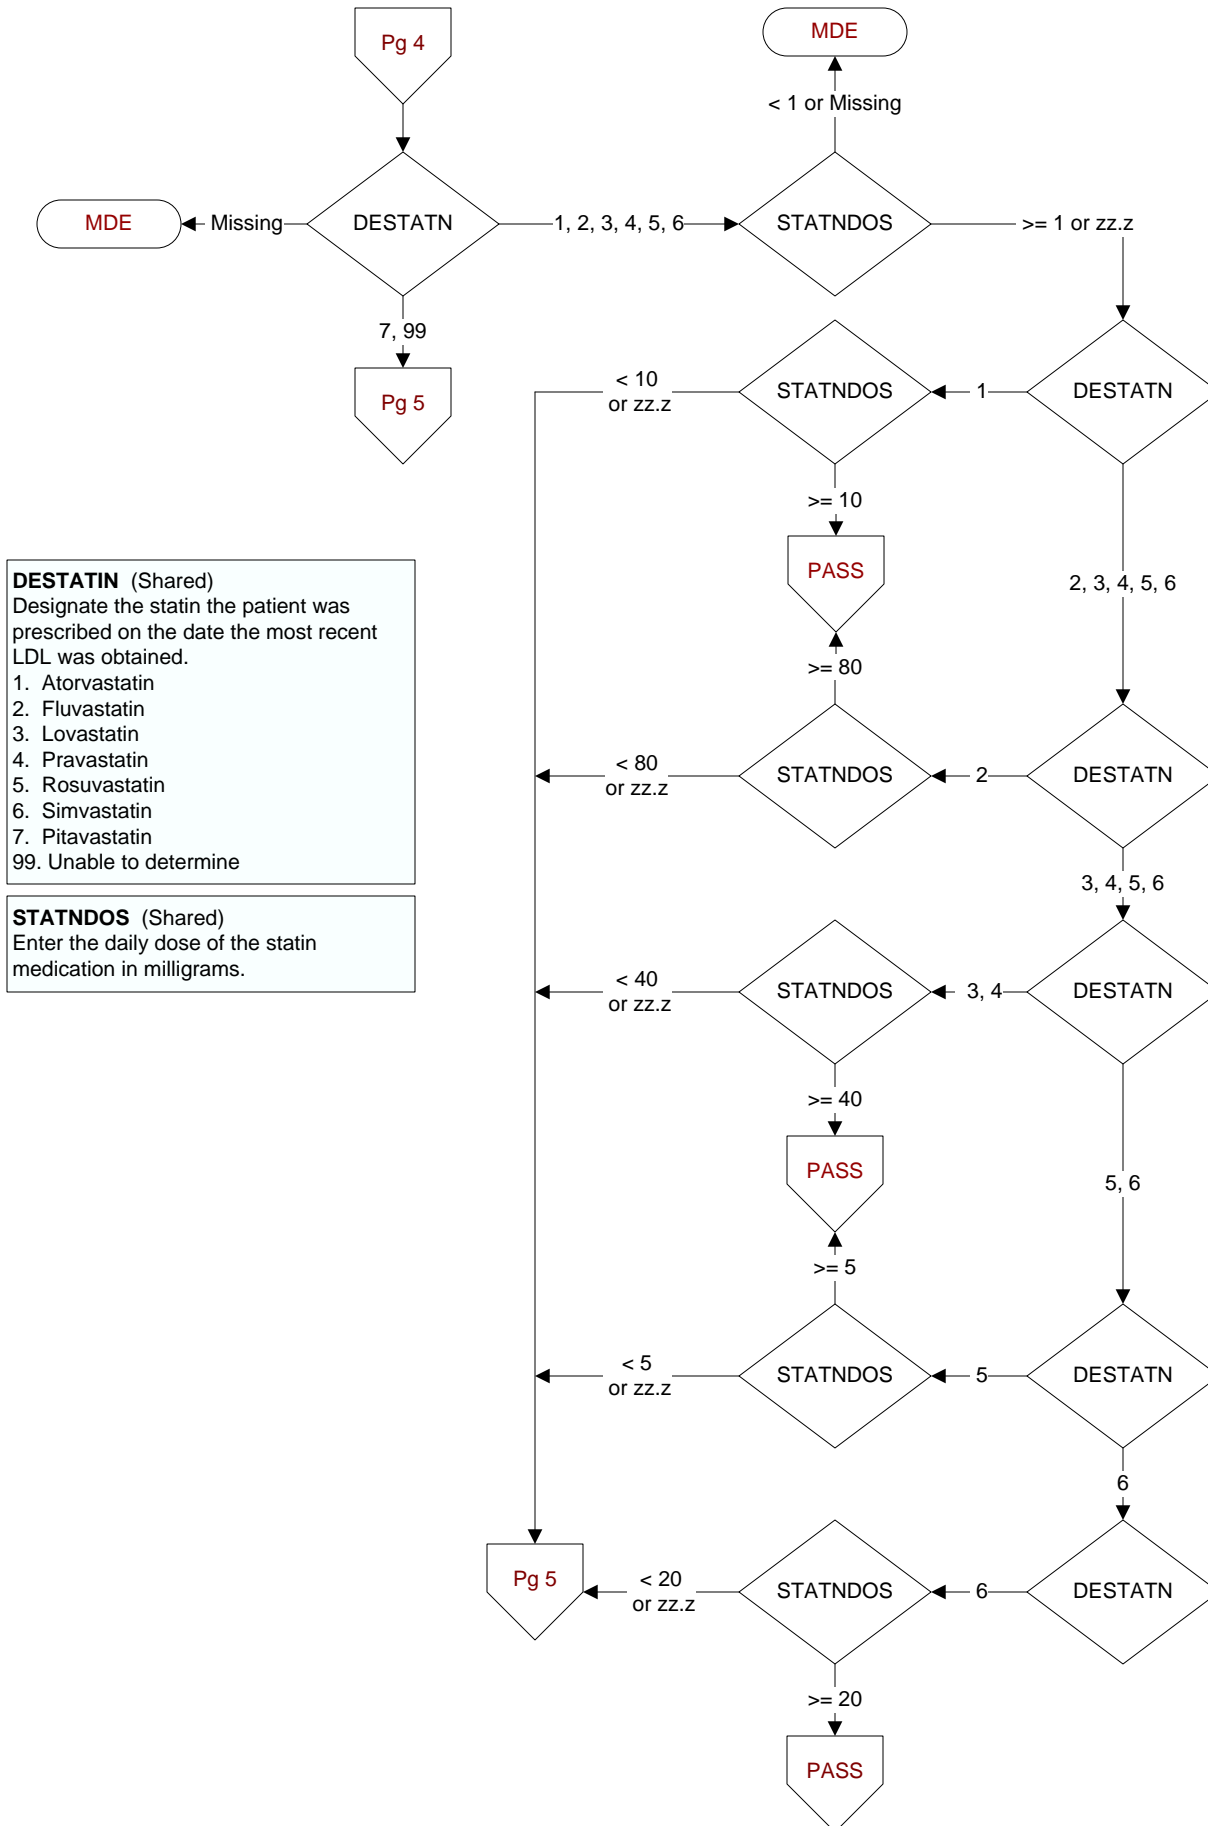 Pg 4
MDE
< 1 or Missing
MDE
Missing
DESTATN
1, 2, 3, 4, 5, 6
STATNDOS
>= 1 or zz.z
7, 99
Pg 5
< 10
or zz.z
STATNDOS
1
DESTATN
>= 10
PASS
2, 3, 4, 5, 6
DESTATIN (Shared)
Designate the statin the patient was
prescribed on the date the most recent
LDL was obtained.
1. Atorvastatin
2. Fluvastatin
3. Lovastatin
4. Pravastatin
5. Rosuvastatin
6. Simvastatin
7. Pitavastatin
99. Unable to determine
>= 80
< 80
or zz.z
STATNDOS
2
DESTATN
3, 4, 5, 6
STATNDOS (Shared)
Enter the daily dose of the statin
medication in milligrams.
< 40
or zz.z
STATNDOS
3, 4
DESTATN
>= 40
PASS
5, 6
>= 5
< 5
or zz.z
STATNDOS
5
DESTATN
6
Pg 5
< 20
or zz.z
STATNDOS
6
DESTATN
>= 20
PASS